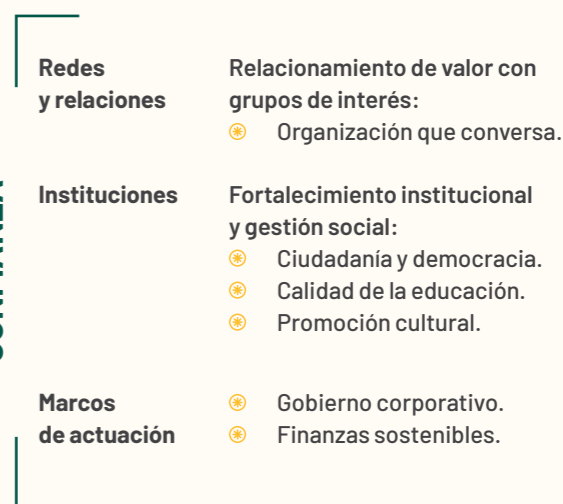 Redes
y relaciones
Relacionamiento de valor con
grupos de interés:
Organización que conversa.
Instituciones
Fortalecimiento institucional
y gestión social:
Ciudadanía y democracia.
Calidad de la educación.
Promoción cultural.
Marcos
de actuación
Gobierno corporativo.
Finanzas sostenibles.